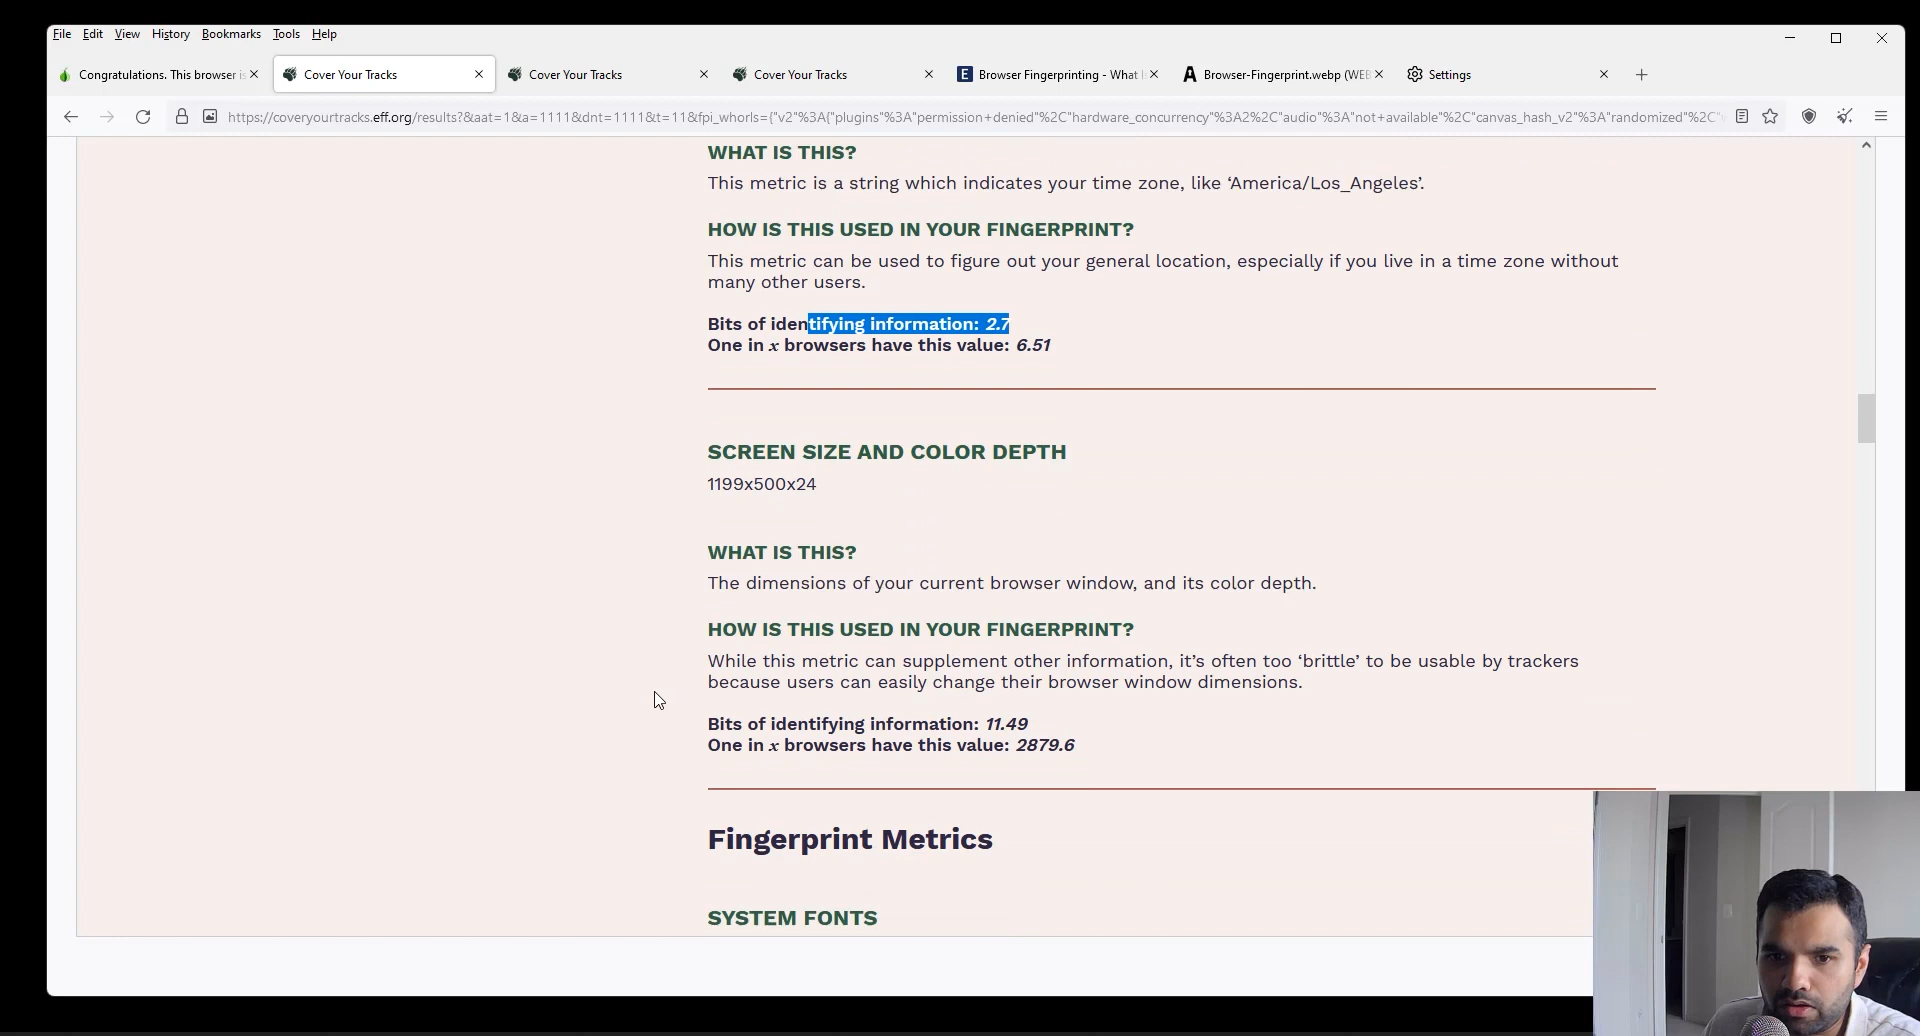 File Edit View History Bookmarks Tools Help
Congratulations. This browser is
Cover Your Tracks
Cover Your Tracks
Cover Your Tracks
Browser Fingerprinting - What
Browser-Fingerprint.webp (WEB
Settings
https://coveryourtracks.eff.org/results?&aat=1&a=1111&dnt=1111&t=11&fpi_whorls={"v2"%3A{"plugins"%3A"permission+denied"%2C"hardware_concurrency"%3A2%2C"audio"%3A"not+available"%2C"canvas_hash_v2"%3A"randomized"%2C"
WHAT IS THIS?
This metric is a string which indicates your time zone, like ‘America/Los_Angeles’.
HOW IS THIS USED IN YOUR FINGERPRINT?
This metric can be used to figure out your general location, especially if you live in a time zone without
many other users.
Bits of identifying information: 2.7
One in x browsers have this value: 6.51
SCREEN SIZE AND COLOR DEPTH
1199x500x24
WHAT IS THIS?
The dimensions of your current browser window, and its color depth.
HOW IS THIS USED IN YOUR FINGERPRINT?
While this metric can supplement other information, it’s often too ‘brittle’ to be usable by trackers
because users can easily change their browser window dimensions.
Bits of identifying information: 11.49
One in x browsers have this value: 2879.6
Fingerprint Metrics
SYSTEM FONTS